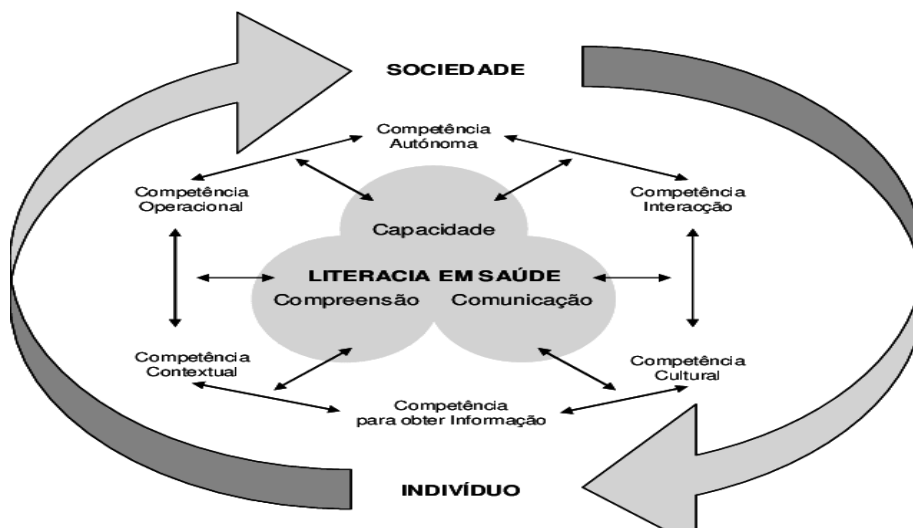 SOCIEDADE
Competência
Autónoma
Competência
Operacional
Competência
Interacção
Capacidade
LITERACIA EM SAÚDE
Compreensão
Comunicação
Competência
Contextual
Competência
Cultural
Competência
para obter Informação
INDIVÍDUO